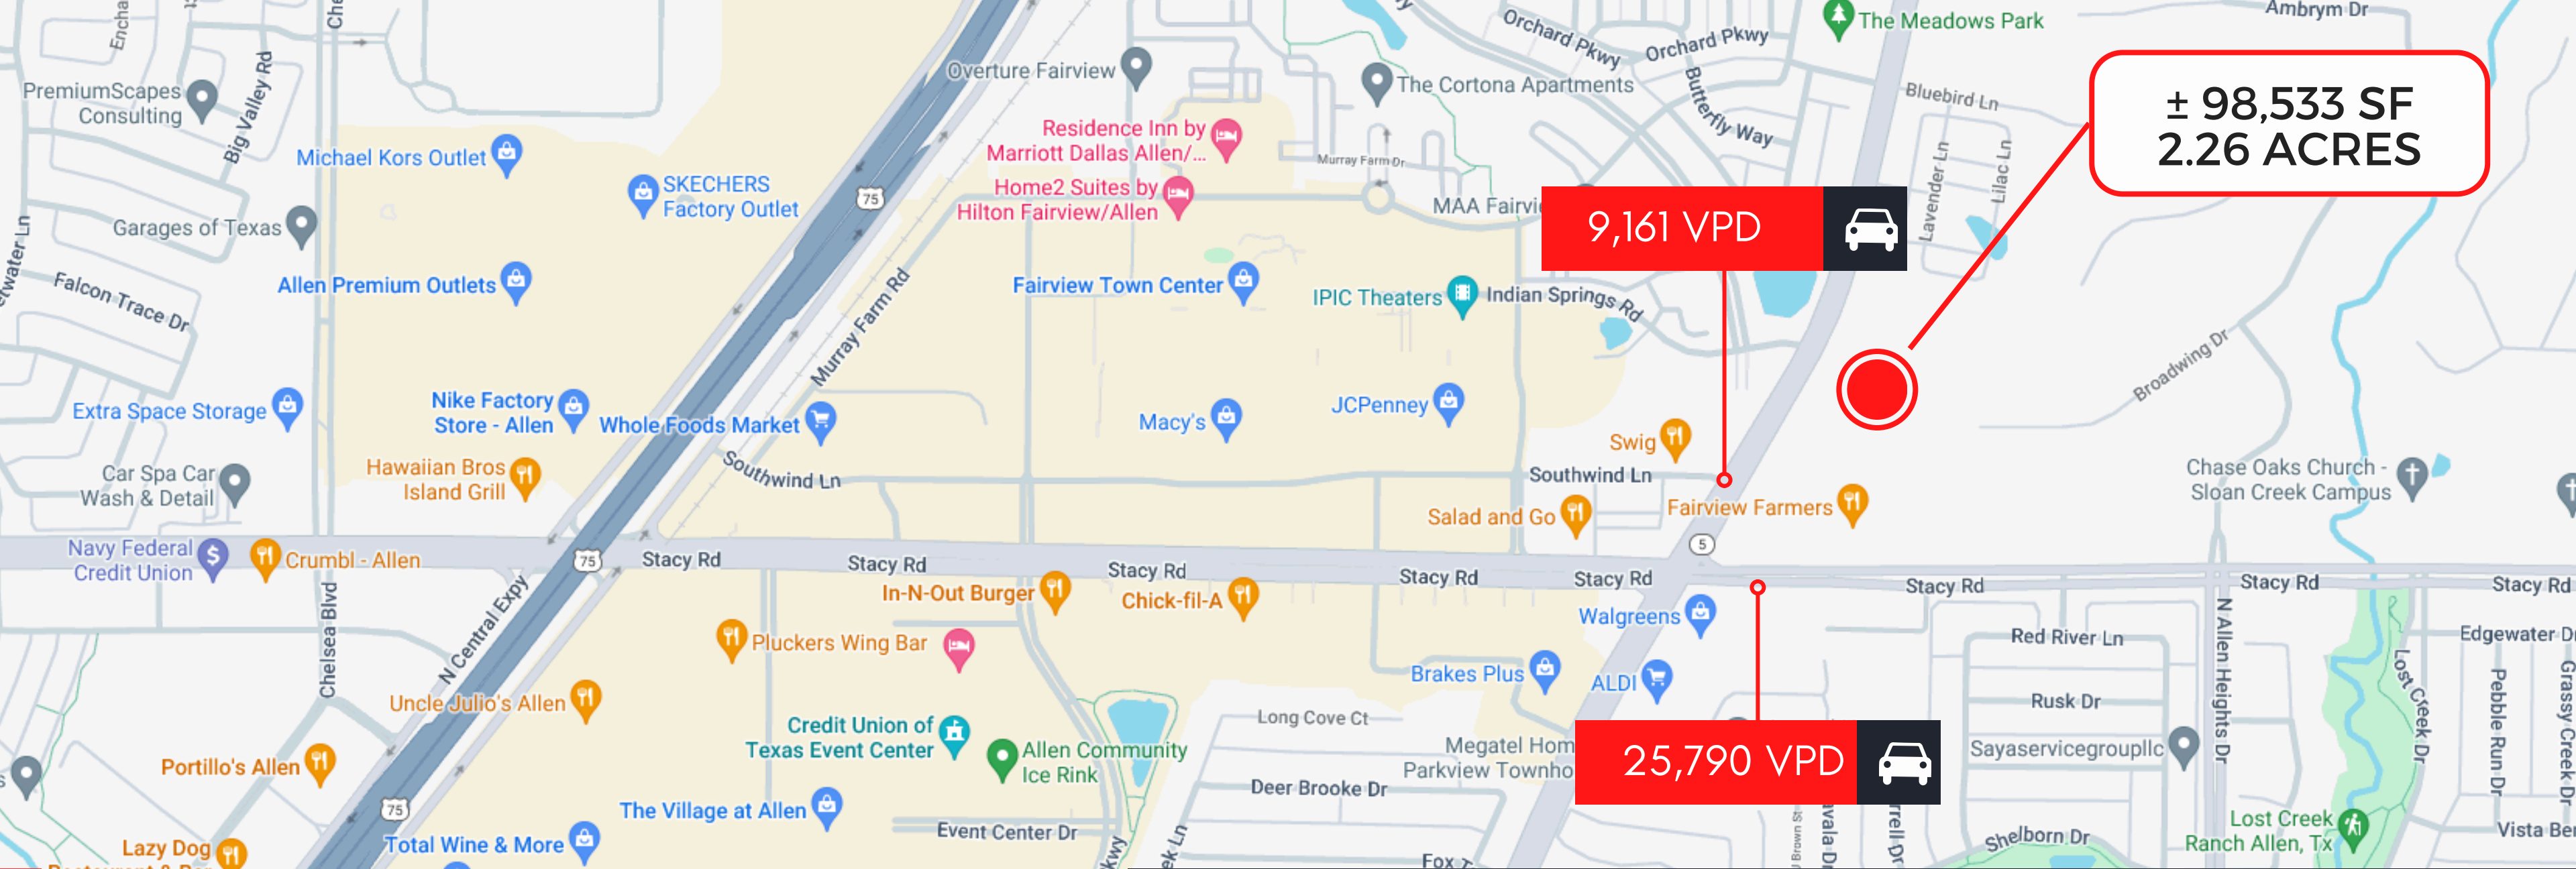 Ambrym Dr
The Meadows Park
Orchard Pkwy
Orchard Pkwy
Big Valley Rd
PremiumScapes
Consulting
Overture Fairview
The Cortona Apartments
Butterfly Way
Bluebird Ln
± 98,533 SF
2.26 ACRES
Michael Kors Outlet
Residence Inn by
Marriott Dallas Allen/...
Murray Farm Dr
Lavender Ln
Lilac Ln
SKECHERS
Factory Outlet
75
Home2 Suites by
Hilton Fairview/Allen
MAA Fairvi
9,161 VPD
Garages of Texas
Falcon Trace Dr
Allen Premium Outlets
Murray Farm Rd
Fairview Town Center
IPIC Theaters
Indian Springs Rd
Broadwing Dr
Extra Space Storage
Nike Factory
Store - Allen
Whole Foods Market
Macy's
JCPenney
Swig
Hawaiian Bros
Island Grill
Car Spa Car
Wash & Detail
Southwind Ln
Southwind Ln
Salad and Go
Fairview Farmers
Chase Oaks Church -
Sloan Creek Campus
Navy Federal
Credit Union
Crumbl - Allen
75
Stacy Rd
Stacy Rd
Stacy Rd
Stacy Rd
Stacy Rd
5
Stacy Rd
Stacy Rd
Stacy Rd
In-N-Out Burger
Chick-fil-A
Walgreens
Chelsea Blvd
N Central Expy
Pluckers Wing Bar
Brakes Plus
ALDI
Red River Ln
Rusk Dr
N Allen Heights Dr
Edgewater D
Lost Creek Dr
Pebble Run Dr
Grassy Creek Dr
Uncle Julio's Allen
Credit Union of
Texas Event Center
Allen Community
Ice Rink
Long Cove Ct
Megatel Hom
Parkview Townho
25,790 VPD
Sayaservicegroupllc
Portillo's Allen
Deer Brooke Dr
75
The Village at Allen
Event Center Dr
Total Wine & More
Lazy Dog
Shelborn Dr
Lost Creek
Ranch Allen, Tx
Vista Be